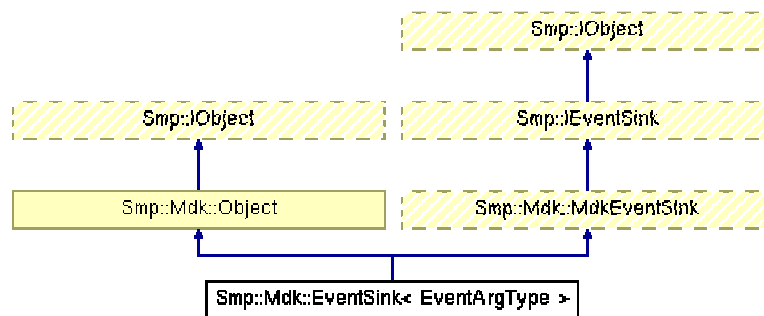 Smp::IObject
Smp::IObject
Smp::IEventSink
Smp::Mdk::Object
Smp::Mdk::MdkEventSink
Smp::Mdk::EventSink< EventArgType >